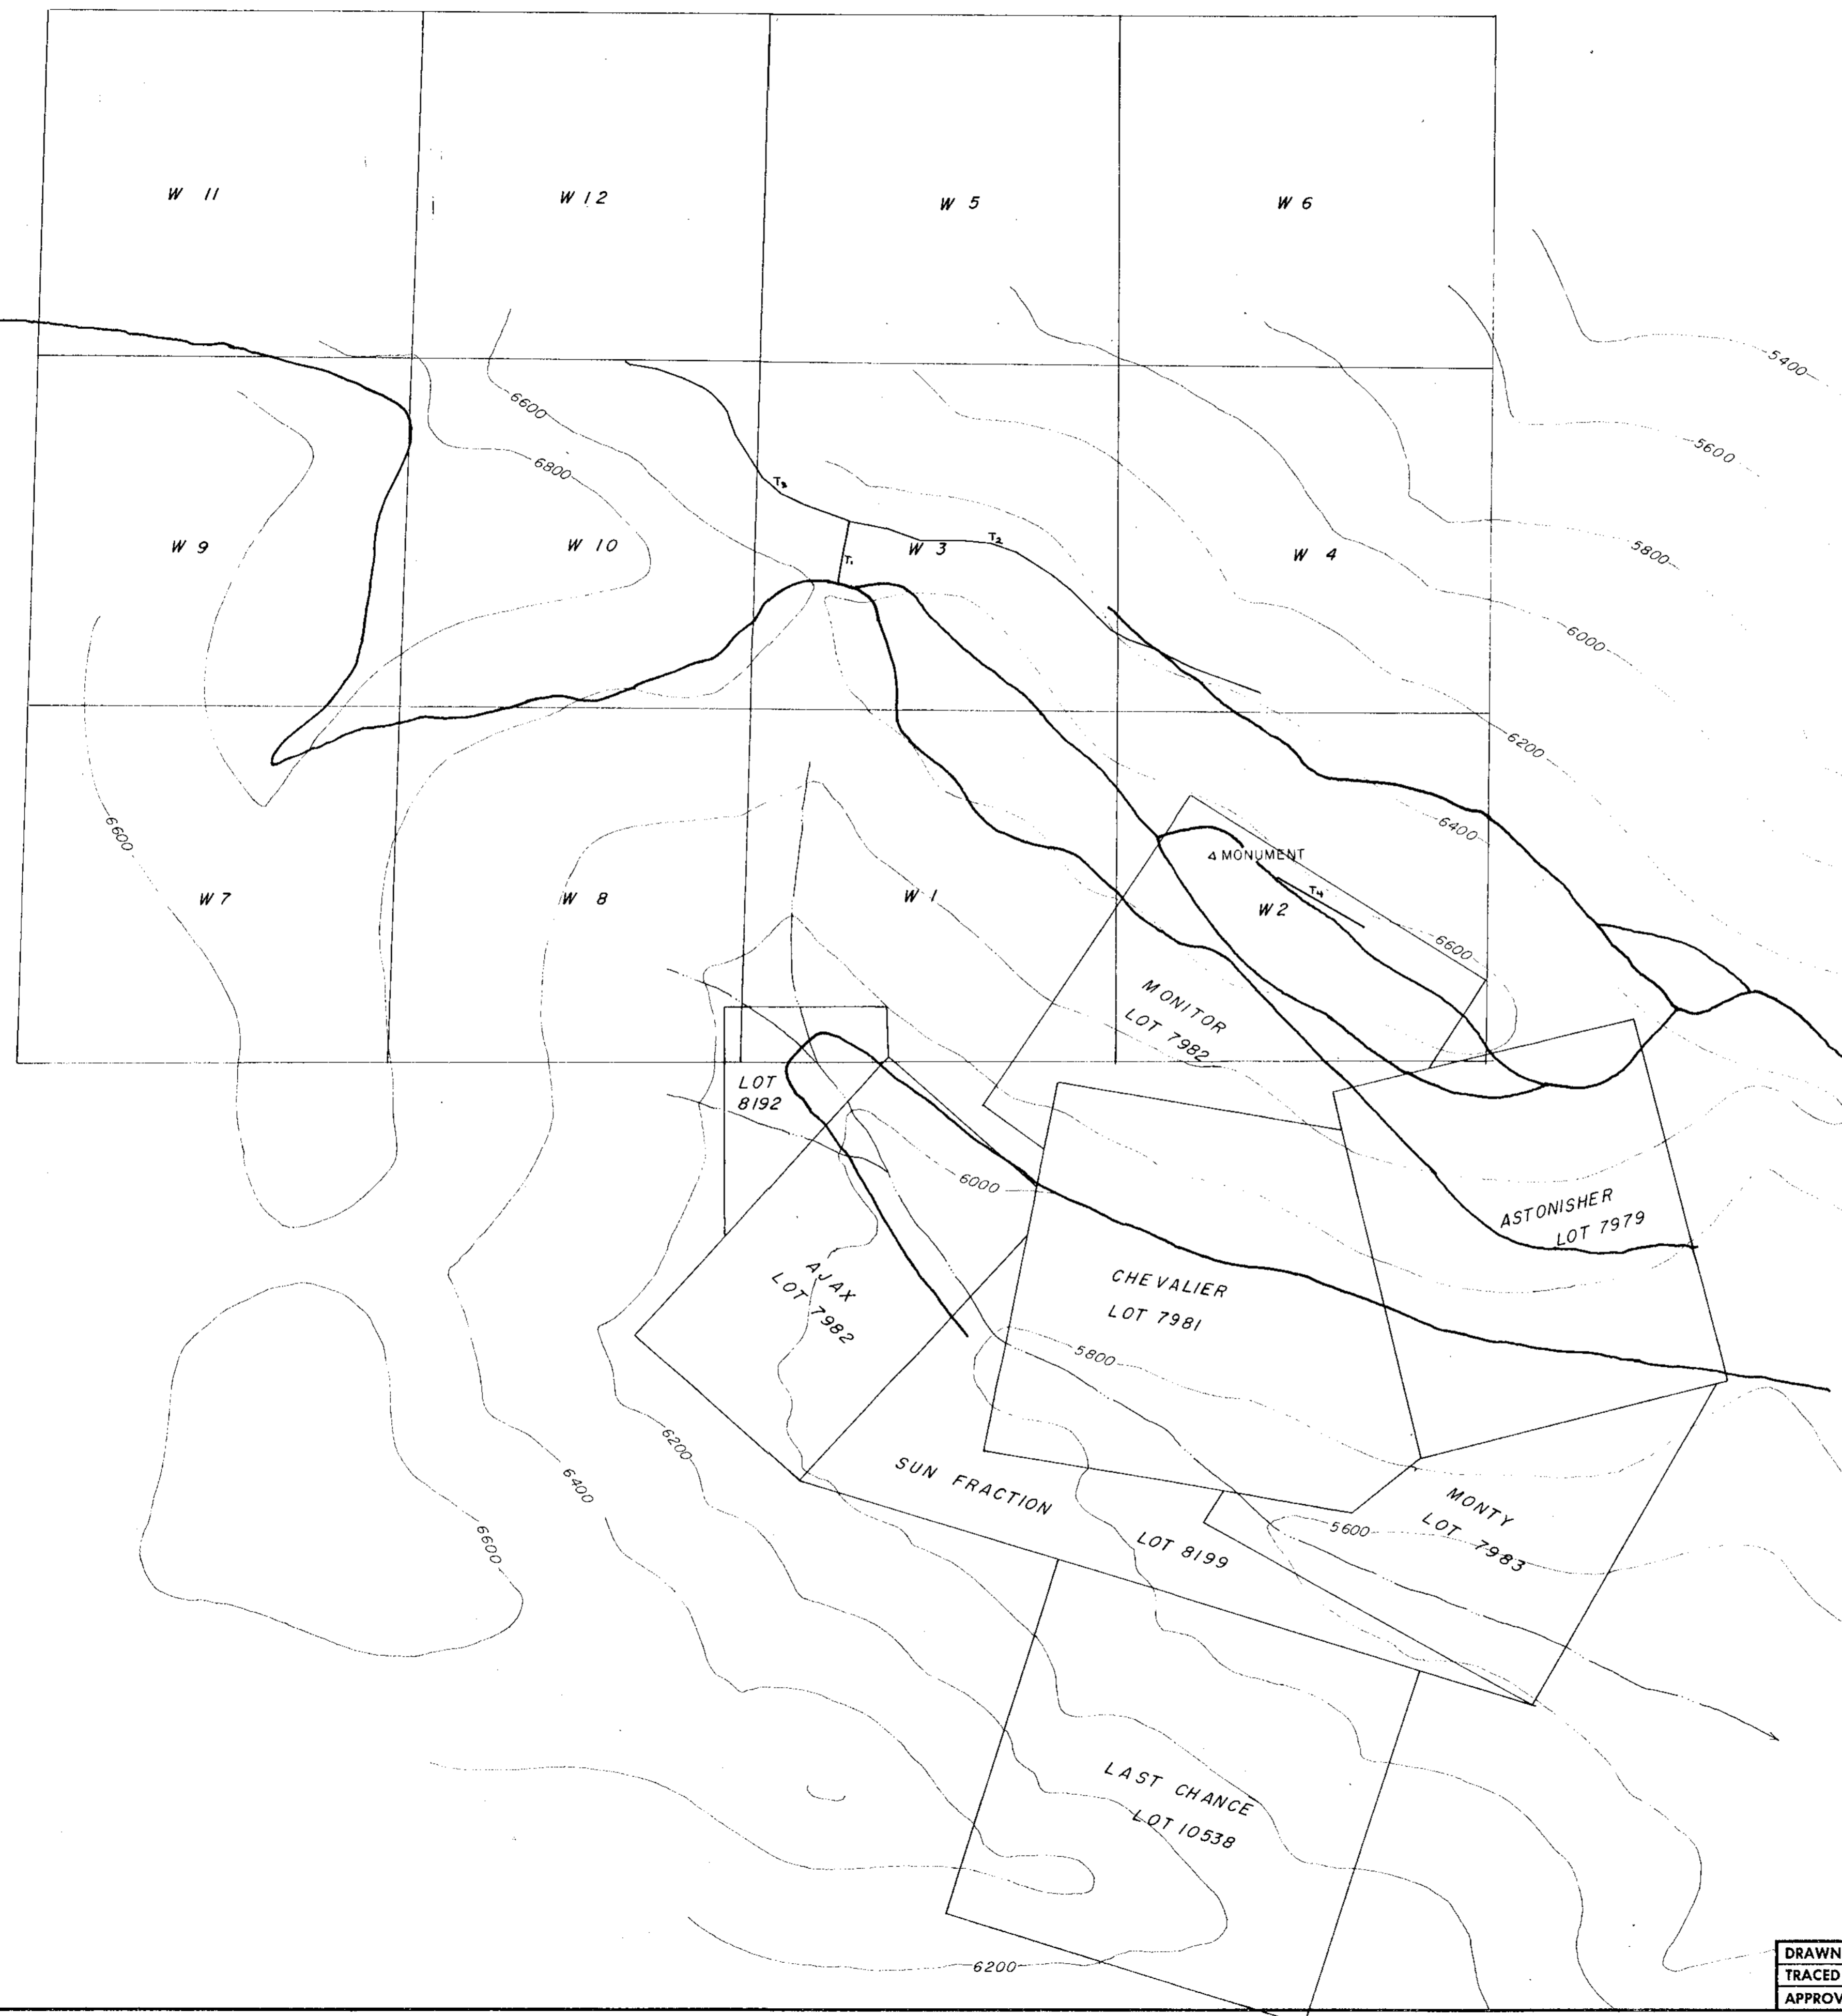 W 11
W 12
W 5
W 6
5400
6600
5600
6800
T3
W 9
W 10
T1
W 3
T2
W 4
5800
6000
6200
6600
6400
MONUMENT
W 7
W 8
W 1
T4
W 2
6600
MONITOR
LOT 7982
LOT
8192
6000
ASTONISHER
LOT 7979
AJAX
LOT 7982
CHEVALIER
LOT 7981
5800
6200
6400
6600
SUN FRACTION
LOT 8199
5600
MONTY
LOT 7983
LAST CHANCE
LOT 10538
6200
DRAWN
TRACED
APPROV